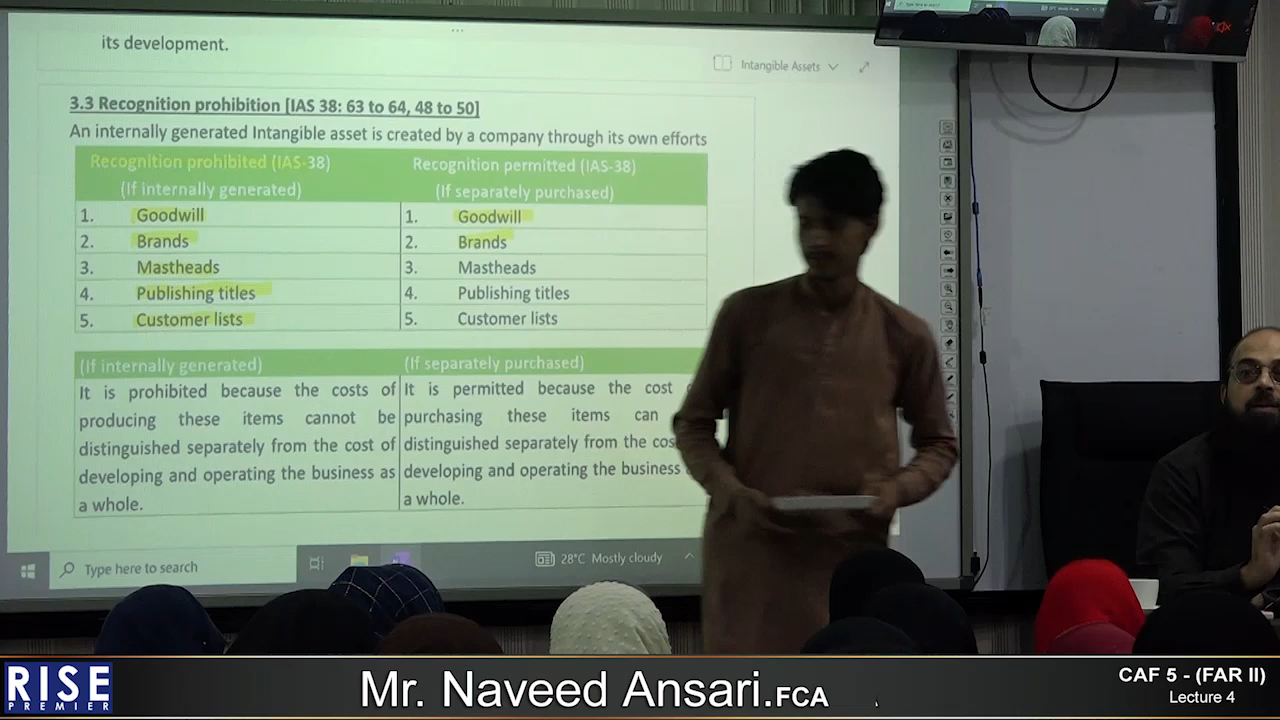 its development.
Intangible Assets
3.3 Recognition prohibition [IAS 38: 63 to 64, 48 to 50]
An internally generated Intangible asset is created by a company through its own efforts
Recognition prohibited (IAS-38)
(If internally generated)
Recognition permitted (IAS-38)
(If separately purchased)
1. Goodwill
1. Goodwill
2. Brands
2. Brands
3. Mastheads
3. Mastheads
4. Publishing titles
4. Publishing titles
5. Customer lists
5. Customer lists
(If internally generated)
It is prohibited because the costs of
producing these items cannot be
distinguished separately from the cost of
developing and operating the business as
a whole.
(If separately purchased)
It is permitted because the cost
purchasing these items can
distinguished separately from the
developing and operating the business
a whole.
Type here to search
28°C Mostly cloudy
RISE
PREMIER
Mr. Naveed Ansari.FCA
CAF 5 - (FAR II)
Lecture 4